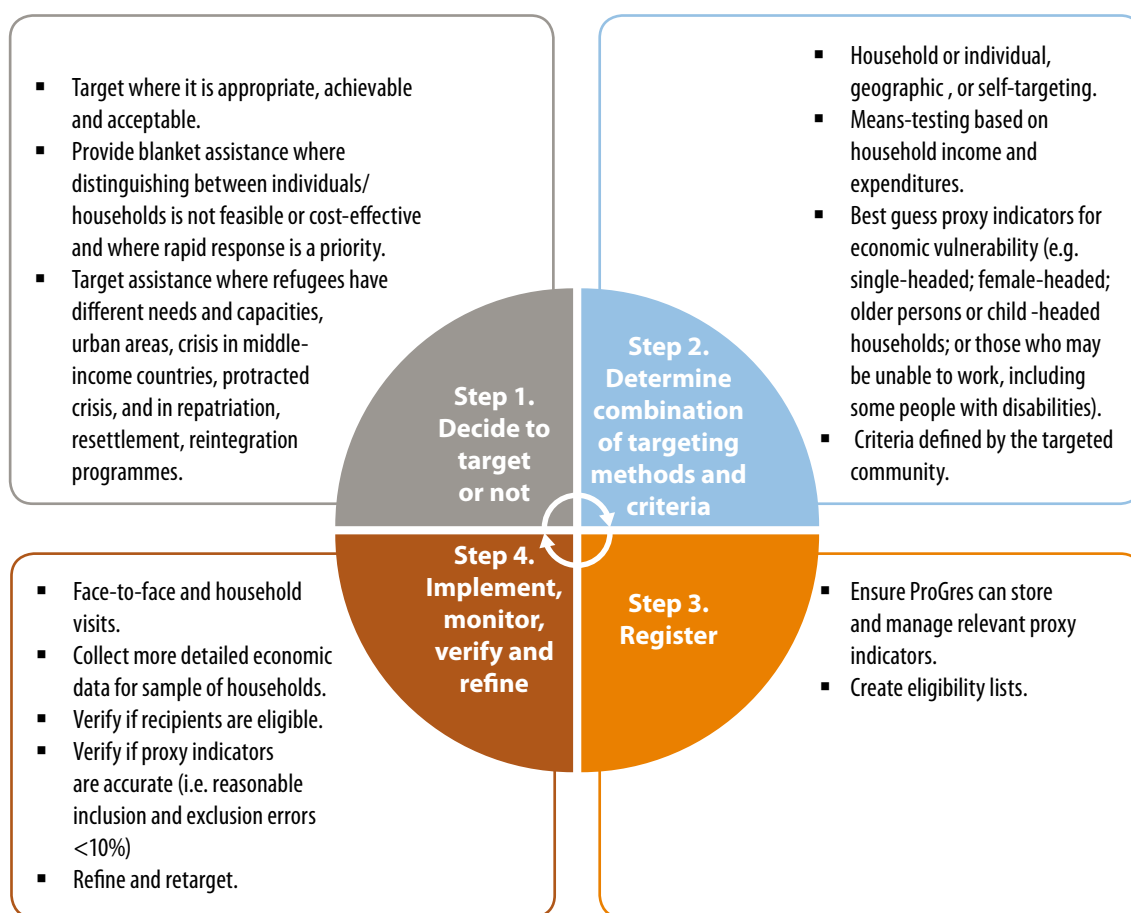 ▪ Target where it is appropriate, achievable
and acceptable.
▪ Provide blanket assistance where
distinguishing between individuals/
households is not feasible or cost-effective
and where rapid response is a priority.
▪ Target assistance where refugees have
different needs and capacities,
urban areas, crisis in middle-
income countries, protracted
crisis, and in repatriation,
resettlement, reintegration
programmes.
Step 1.
Decide to
target
or not
▪ Household or individual,
geographic , or self-targeting.
▪ Means-testing based on
household income and
expenditures.
▪ Best guess proxy indicators for
economic vulnerability (e.g.
single-headed; female-headed;
older persons or child -headed
households; or those who may
be unable to work, including
some people with disabilities).
▪ Criteria defined by the targeted
community.
Step 2.
Determine
combination
of targeting
methods and
criteria
▪ Face-to-face and household
visits.
▪ Collect more detailed economic
data for sample of households.
▪ Verify if recipients are eligible.
▪ Verify if proxy indicators
are accurate (i.e. reasonable
inclusion and exclusion errors
<10%)
▪ Refine and retarget.
Step 4.
Implement,
monitor,
verify and
refine
Step 3.
Register
▪ Ensure ProGres can store
and manage relevant proxy
indicators.
▪ Create eligibility lists.